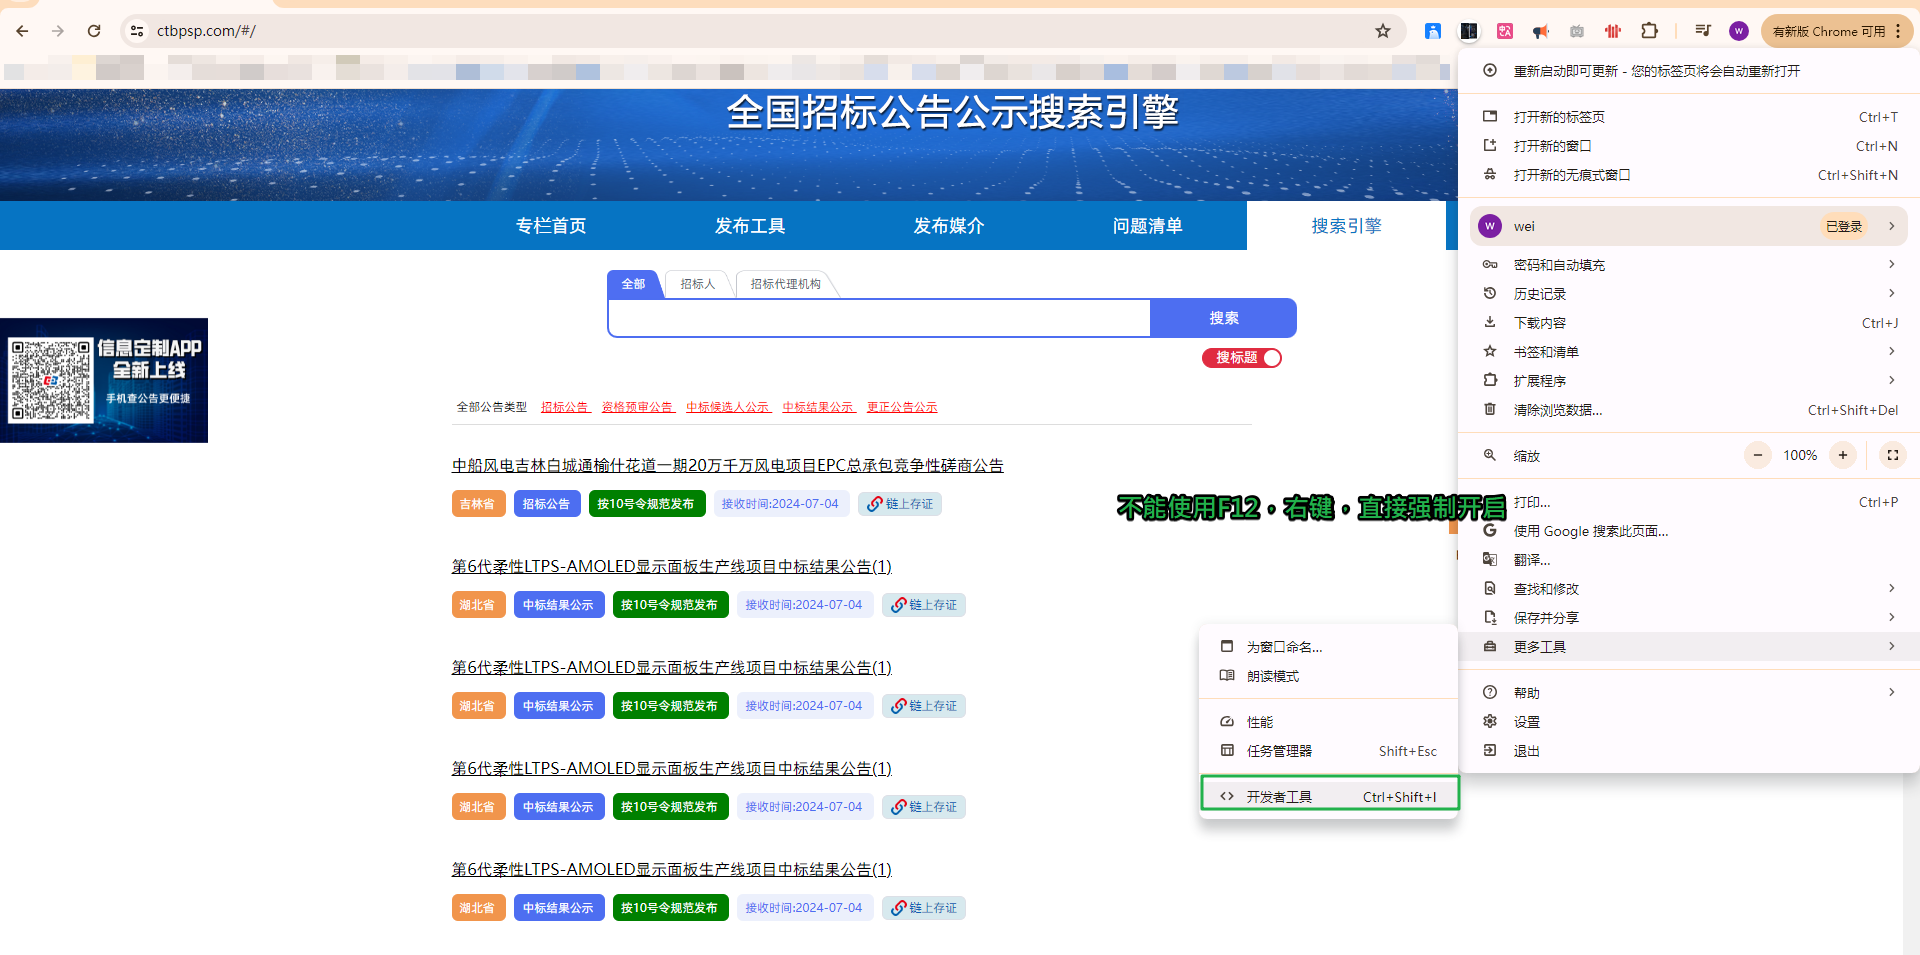 ctbpsp.com/#/
有新版 Chrome 可用
全国招标公告公示搜索引擎
专栏首页
发布工具
发布媒介
问题清单
搜索引擎
全部
招标人
招标代理机构
搜索
搜标题
信息定制APP
全新上线
手机查公告更便捷
全部公告类型 招标公告 资格预审公告 中标候选人公示 中标结果公示 更正公告公示
中船风电吉林白城通榆什花道一期20万千万风电项目EPC总承包竞争性磋商公告
吉林省 招标公告 按10号令规范发布 接收时间:2024-07-04 链上存证
不能使用F12，右键，直接强制开启
第6代柔性LTPS-AMOLED显示面板生产线项目中标结果公告(1)
湖北省 中标结果公示 按10号令规范发布 接收时间:2024-07-04 链上存证
第6代柔性LTPS-AMOLED显示面板生产线项目中标结果公告(1)
湖北省 中标结果公示 按10号令规范发布 接收时间:2024-07-04 链上存证
第6代柔性LTPS-AMOLED显示面板生产线项目中标结果公告(1)
湖北省 中标结果公示 按10号令规范发布 接收时间:2024-07-04 链上存证
第6代柔性LTPS-AMOLED显示面板生产线项目中标结果公告(1)
湖北省 中标结果公示 按10号令规范发布 接收时间:2024-07-04 链上存证
重新启动即可更新 - 您的标签页将会自动重新打开
打开新的标签页 Ctrl+T
打开新的窗口 Ctrl+N
打开新的无痕式窗口 Ctrl+Shift+N
W wei 已登录
密码和自动填充
历史记录
下载内容 Ctrl+J
书签和清单
扩展程序
清除浏览数据... Ctrl+Shift+Del
缩放 − 100% +
打印... Ctrl+P
使用 Google 搜索此页面...
翻译...
查找和修改
保存并分享
更多工具
帮助
设置
退出
为窗口命名...
朗读模式
性能
任务管理器 Shift+Esc
开发者工具 Ctrl+Shift+I